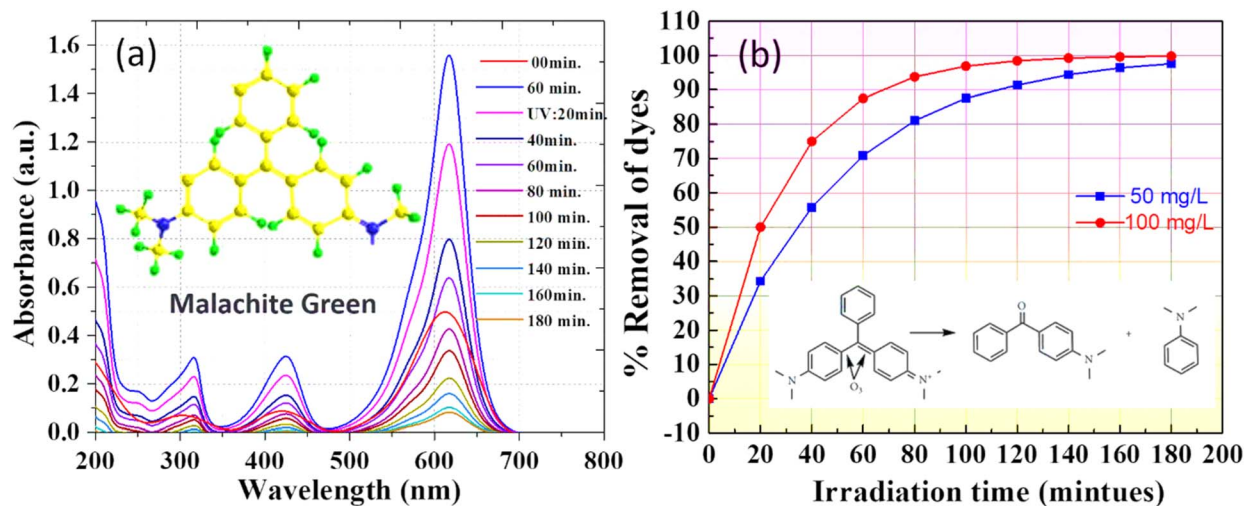 (a)
1.6
1.4
1.2
1.0
0.8
0.6
0.4
0.2
0.0
Absorbance (a.u.)
200 300 400 500 600 700 800
Wavelength (nm)
Malachite Green
00min.
60 min.
UV:20min.
40min.
60min.
80 min.
100 min.
120 min.
140 min.
160min.
180 min.
(b)
110
100
90
80
70
60
50
40
30
20
10
0
-10
% Removal of dyes
0 20 40 60 80 100 120 140 160 180 200
Irradiation time (mintues)
50 mg/L
100 mg/L
N
N+
O3
O
N
+
N